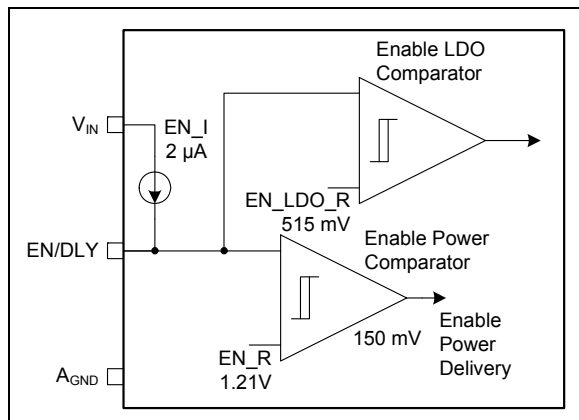 Enable LDO
Comparator
VIN
EN_I
2 µA
EN_LDO_R
515 mV
EN/DLY
Enable Power
Comparator
150 mV
Enable
Power
Delivery
EN_R
1.21V
AGND